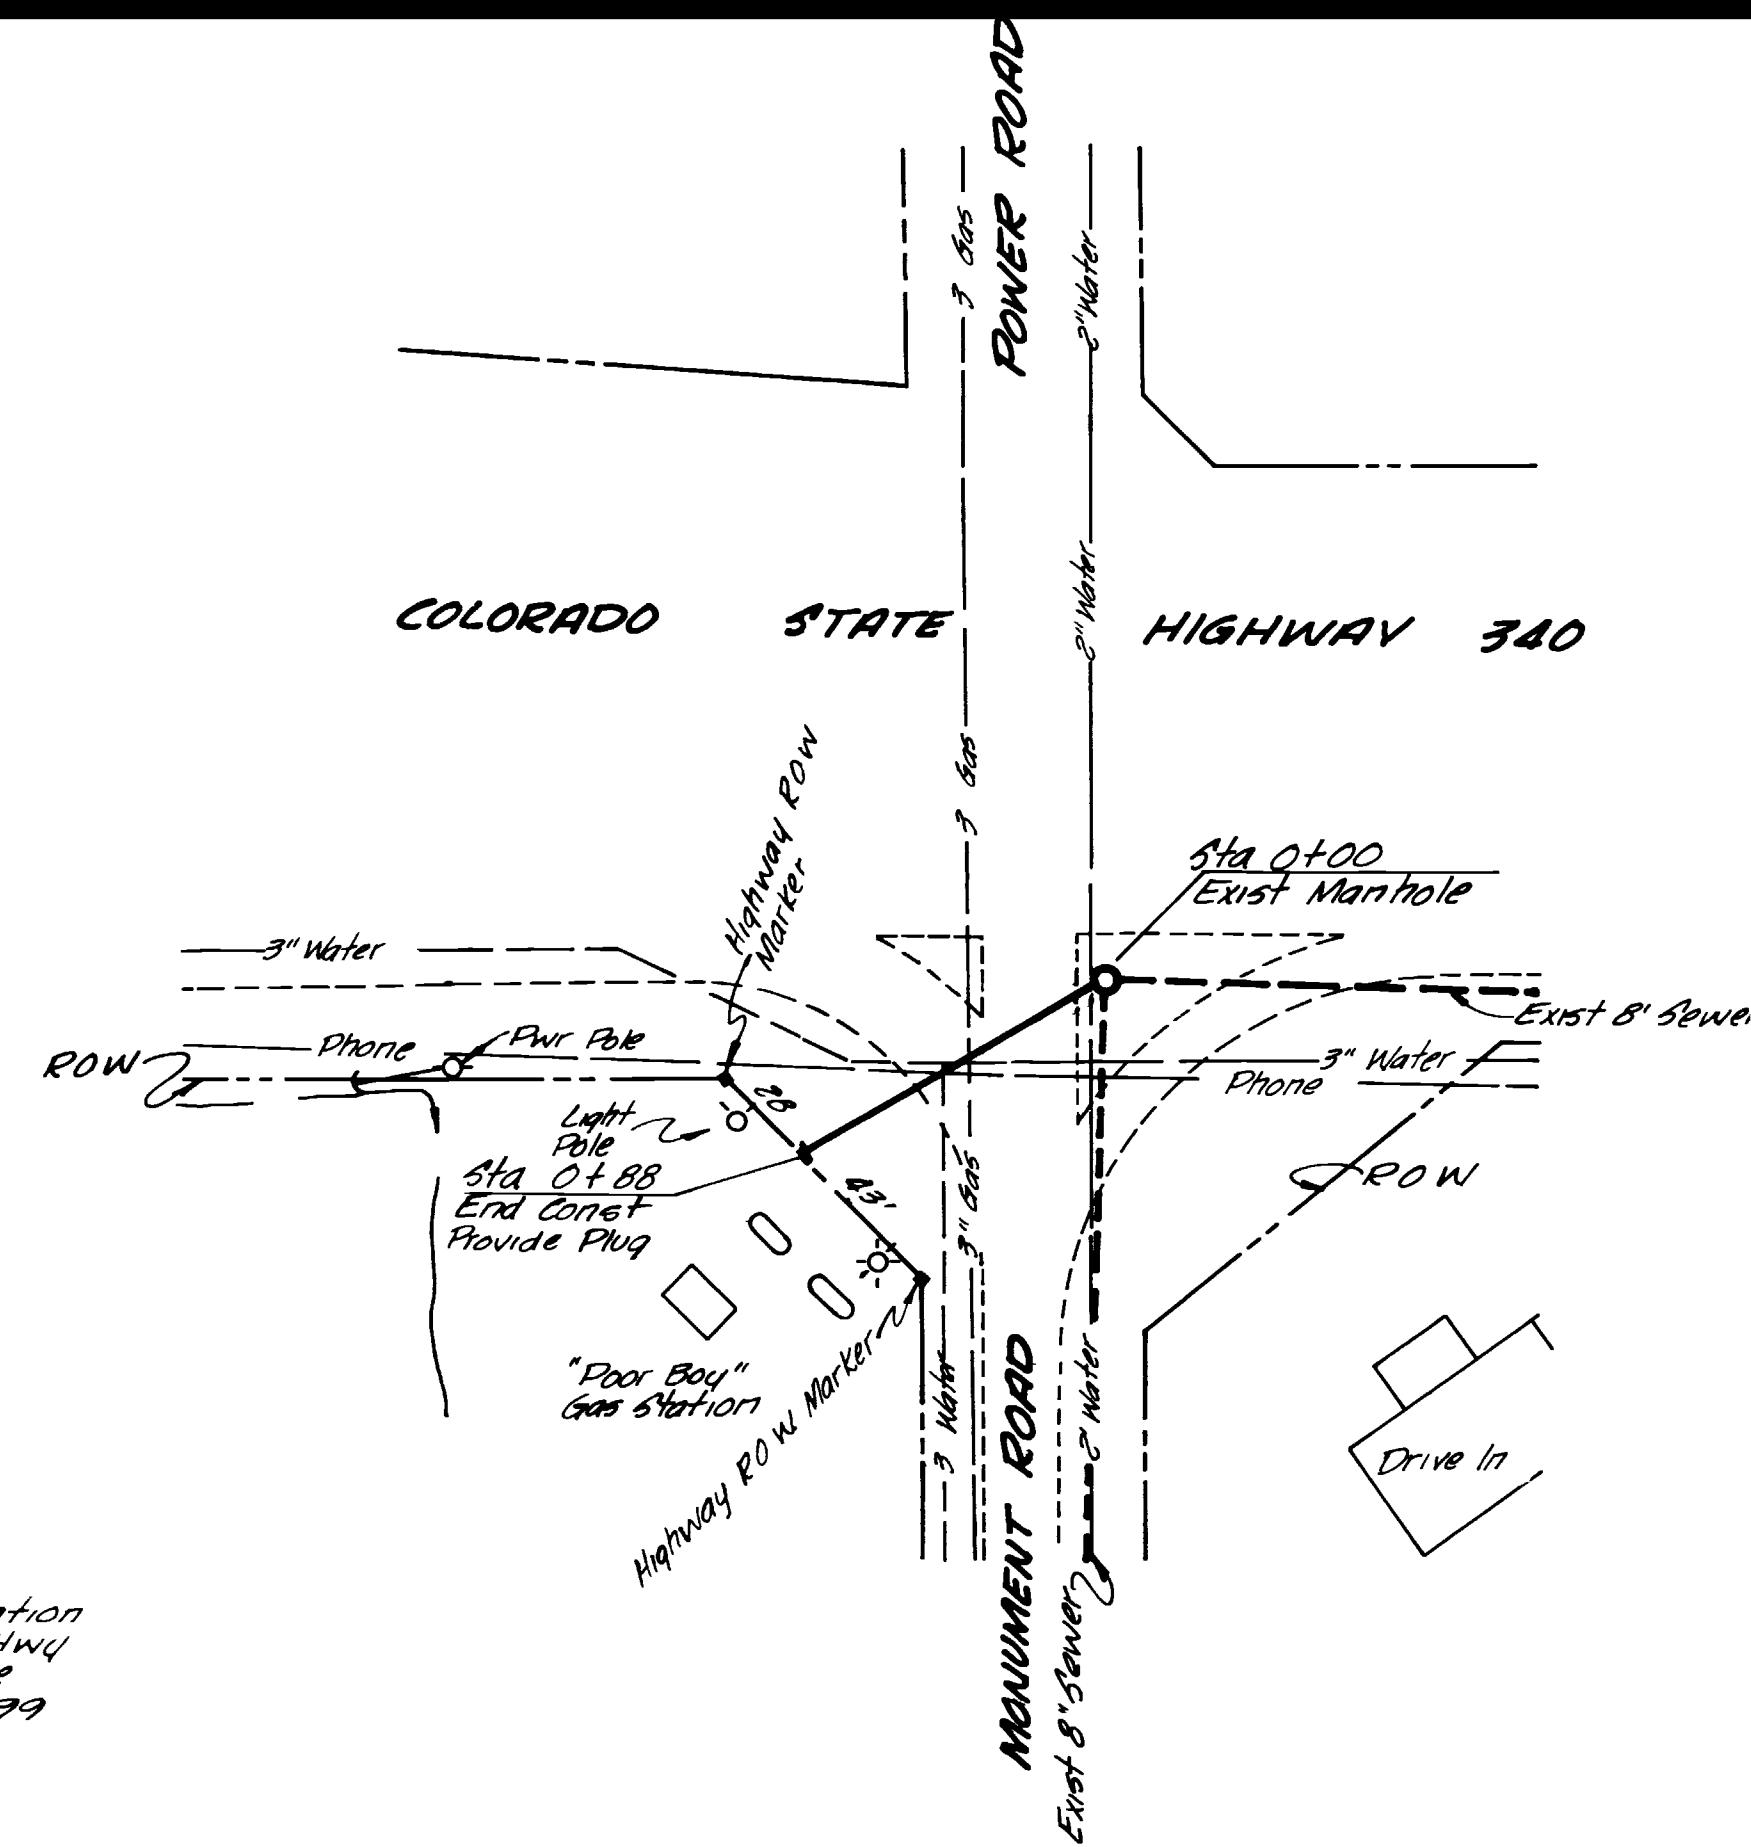 POWER ROAD
3 Gas
2" Water
COLORADO STATE HIGHWAY 340
2" Water
3 Gas
Highway ROW
Marker
Sta 0+00
Exist Manhole
3" Water
Exist 8' Sewer
Phone
Pwr Pole
ROW
3" Water
Phone
Light
Pole
Sta 0+88
End Const
Provide Plug
43'
ROW
3" Gas
"Poor Boy"
Gas Station
Highway ROW Marker
3 Water
MONUMENT ROAD
2' Water
Drive In
Exist 8" Sewer
ation
Hwy
e
99